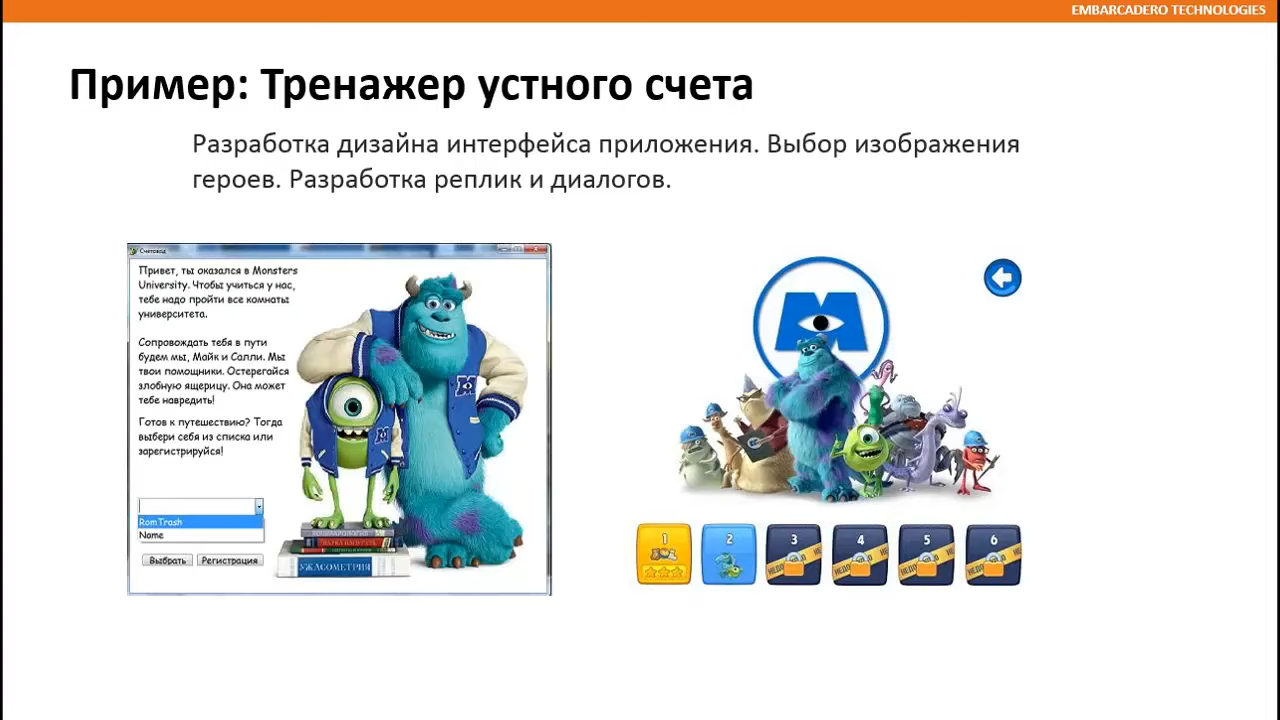 EMBARCADERO TECHNOLOGIES
Пример: Тренажер устного счета
Разработка дизайна интерфейса приложения. Выбор изображения
героев. Разработка реплик и диалогов.
Счетовод
Привет, ты оказался в Monsters
University. Чтобы учиться у нас,
тебе надо пройти все комнаты
университета.
Сопровождать тебя в пути
будем мы, Майк и Салли. Мы
твои помощники. Остерегайся
злобную ящерицу. Она может
тебе навредить!
Готов к путешествию? Тогда
выбери себя из списка или
зарегистрируйся!
RomTrash
Name
Выбрать
Регистрация
УЖАСОМЕТРИЯ
1
2
3
4
5
6